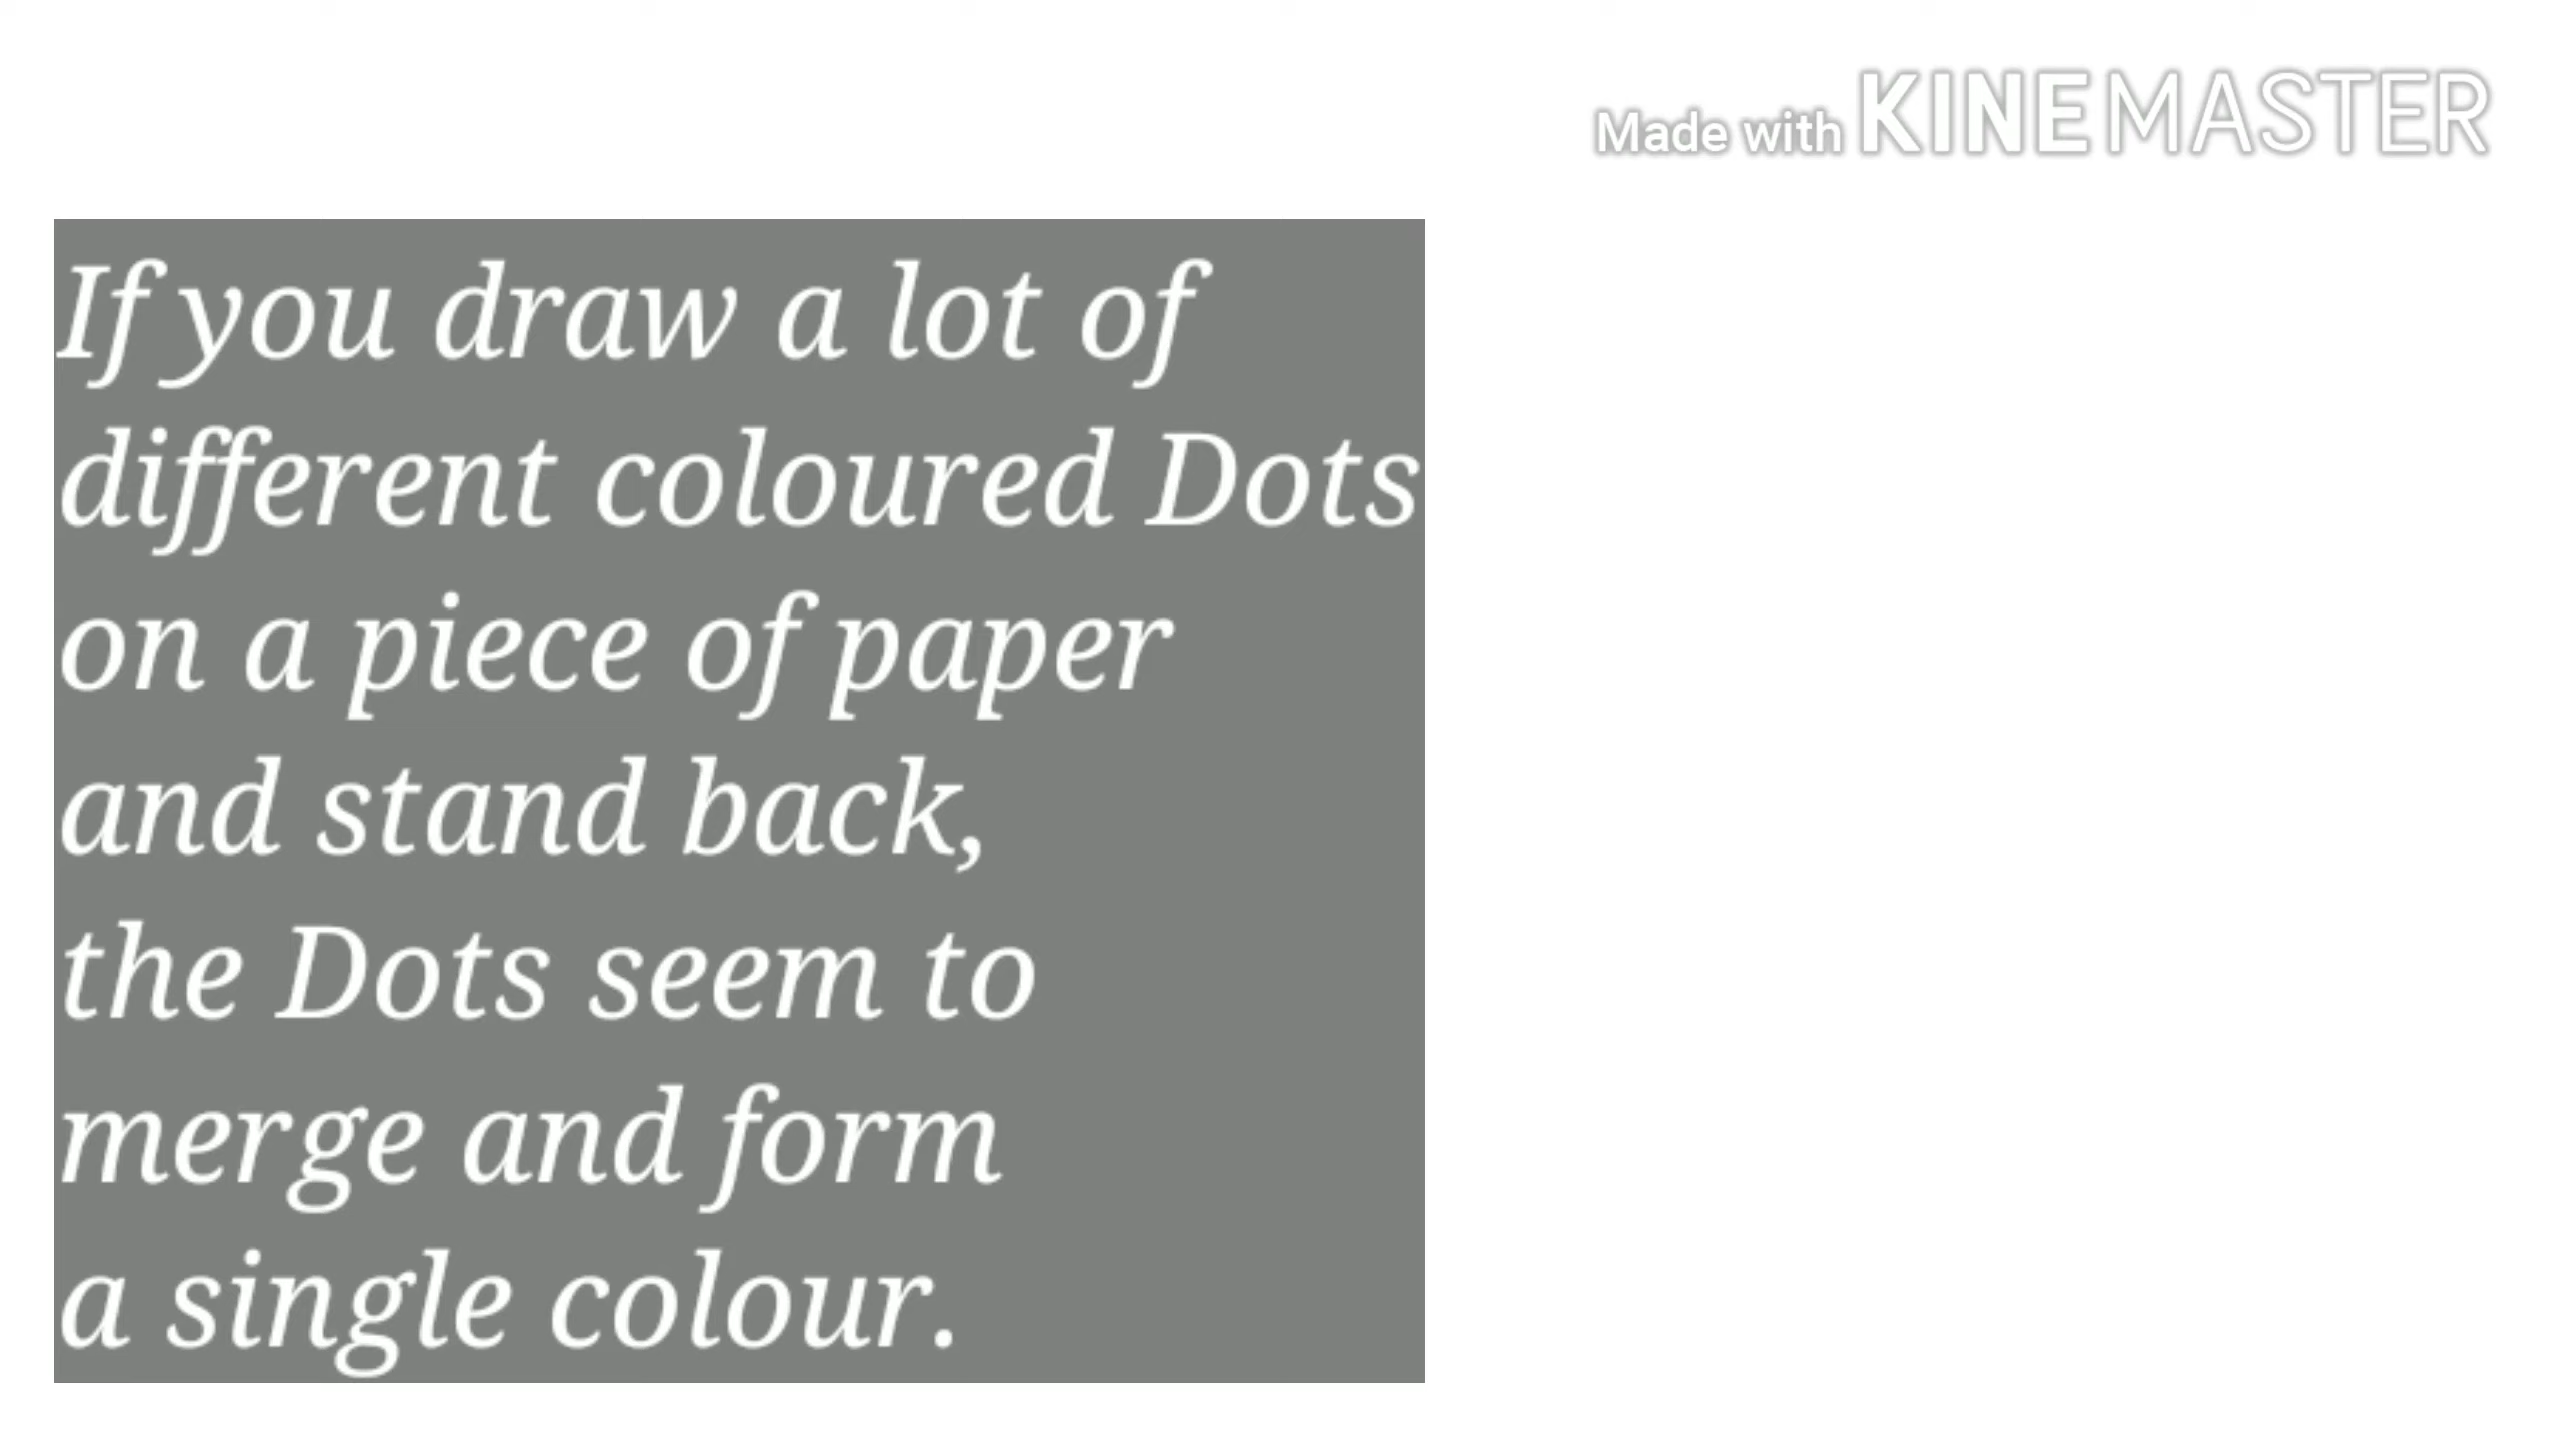 Made with KINEMASTER
If you draw a lot of
different coloured Dots
on a piece of paper
and stand back,
the Dots seem to
merge and form
a single colour.